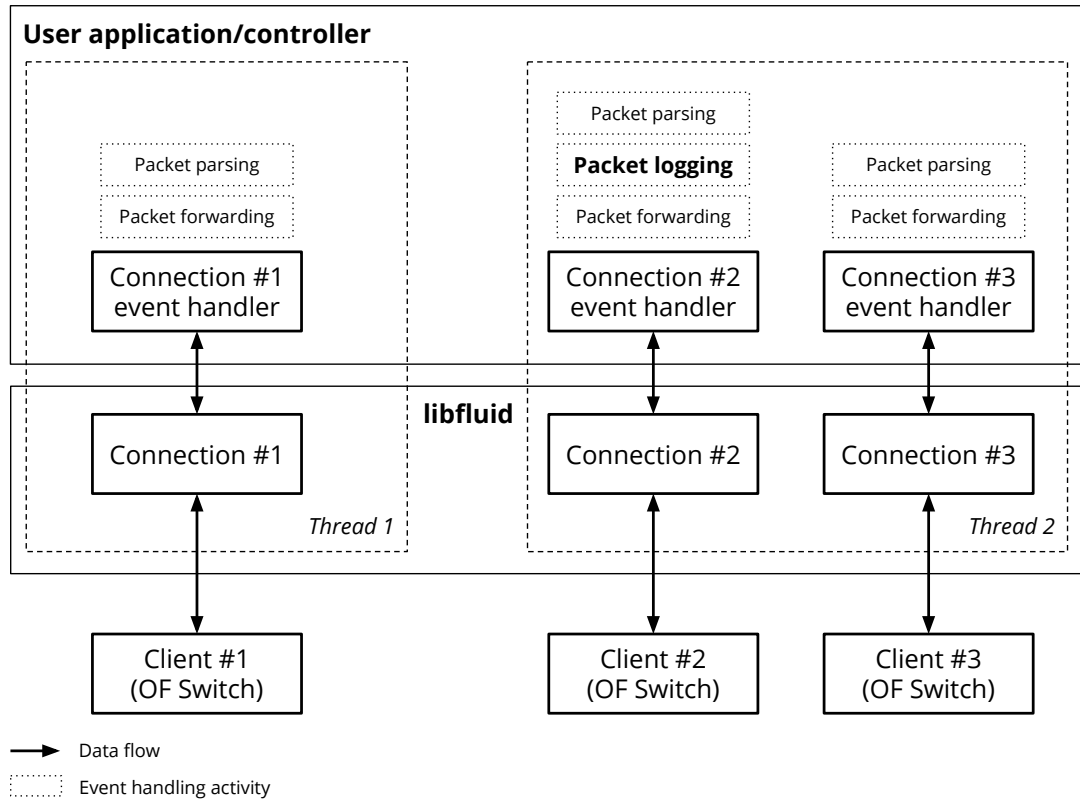 User application/controller
Packet parsing
Packet logging
Packet forwarding
Packet parsing
Packet forwarding
Packet parsing
Packet forwarding
Connection #1
event handler
Connection #2
event handler
Connection #3
event handler
libfluid
Connection #1
Connection #2
Connection #3
Thread 1
Thread 2
Client #1
(OF Switch)
Client #2
(OF Switch)
Client #3
(OF Switch)
Data flow
Event handling activity